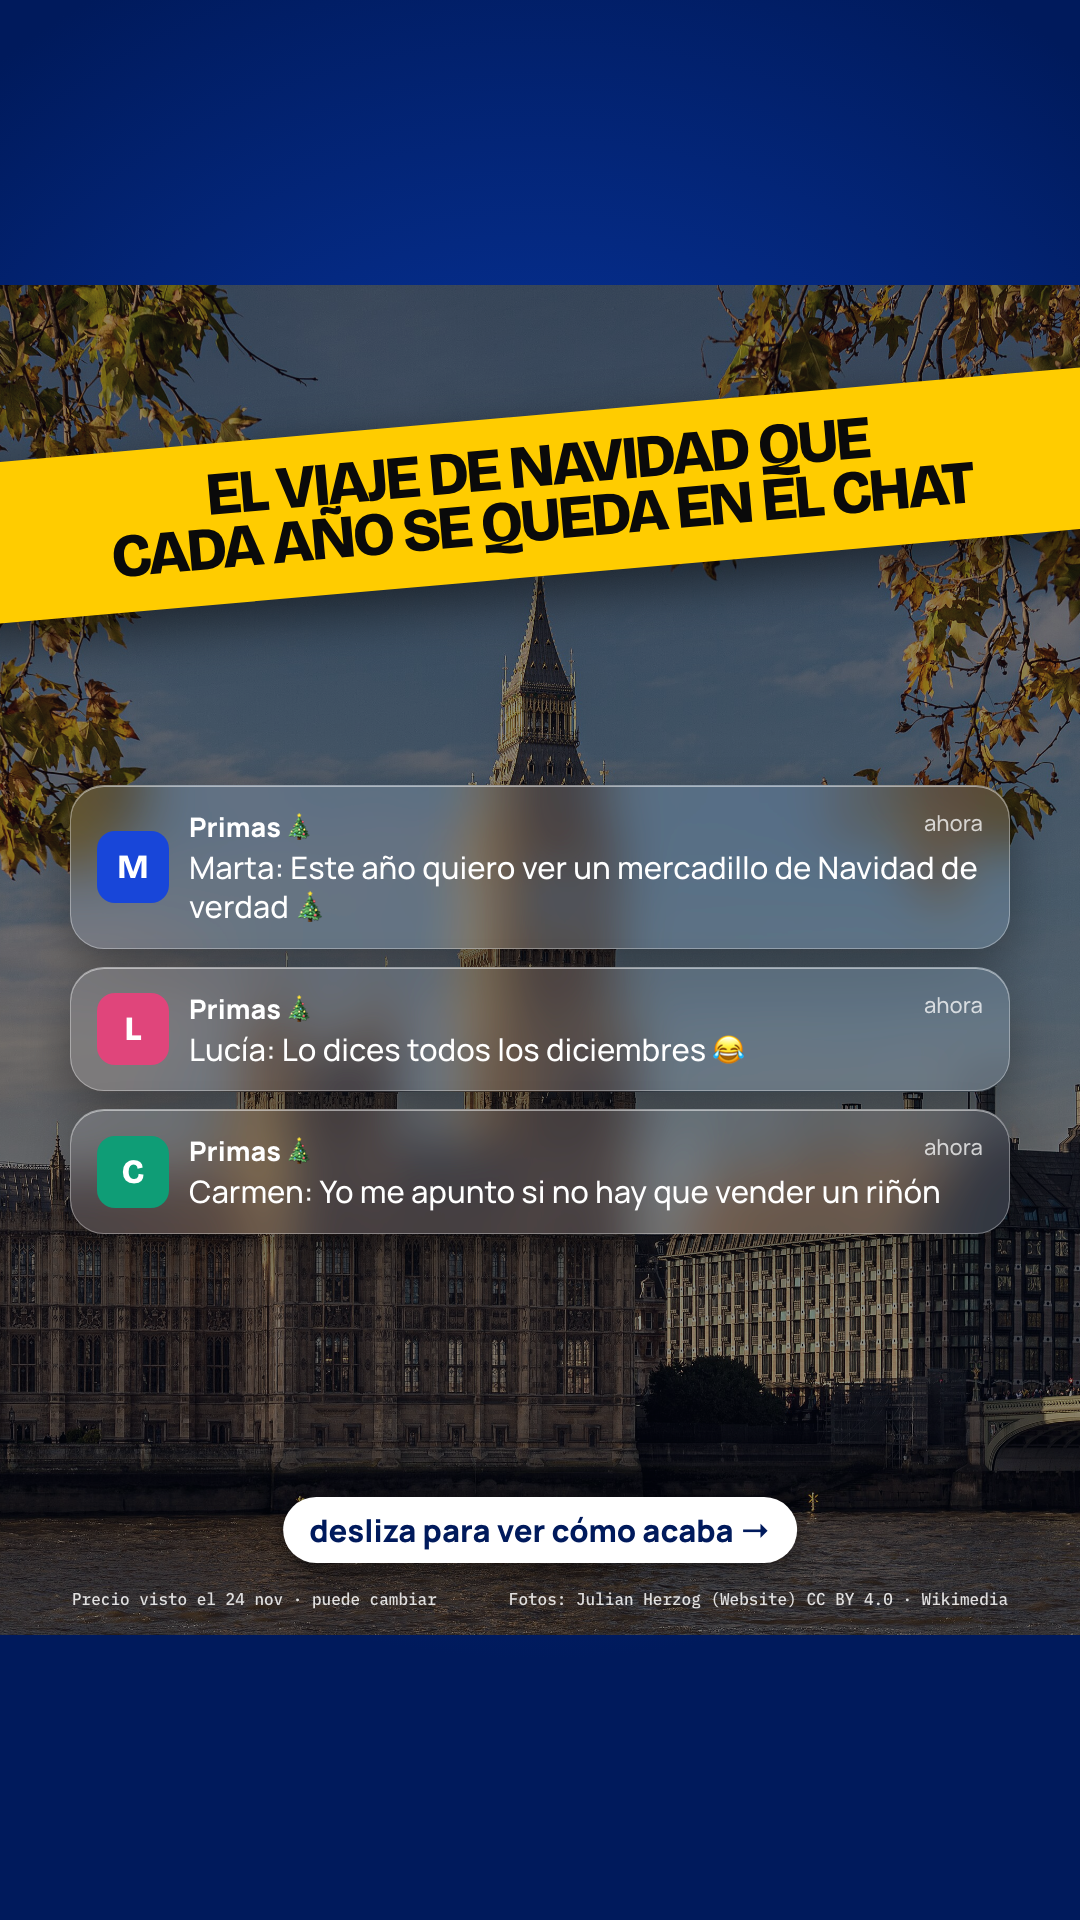 EL VIAJE DE NAVIDAD QUE
CADA AÑO SE QUEDA EN EL CHAT
M
Primas 🎄
ahora
Marta: Este año quiero ver un mercadillo de Navidad de
verdad 🎄
L
Primas 🎄
ahora
Lucía: Lo dices todos los diciembres 😂
C
Primas 🎄
ahora
Carmen: Yo me apunto si no hay que vender un riñón
desliza para ver cómo acaba →
Precio visto el 24 nov · puede cambiar
Fotos: Julian Herzog (Website) CC BY 4.0 · Wikimedia